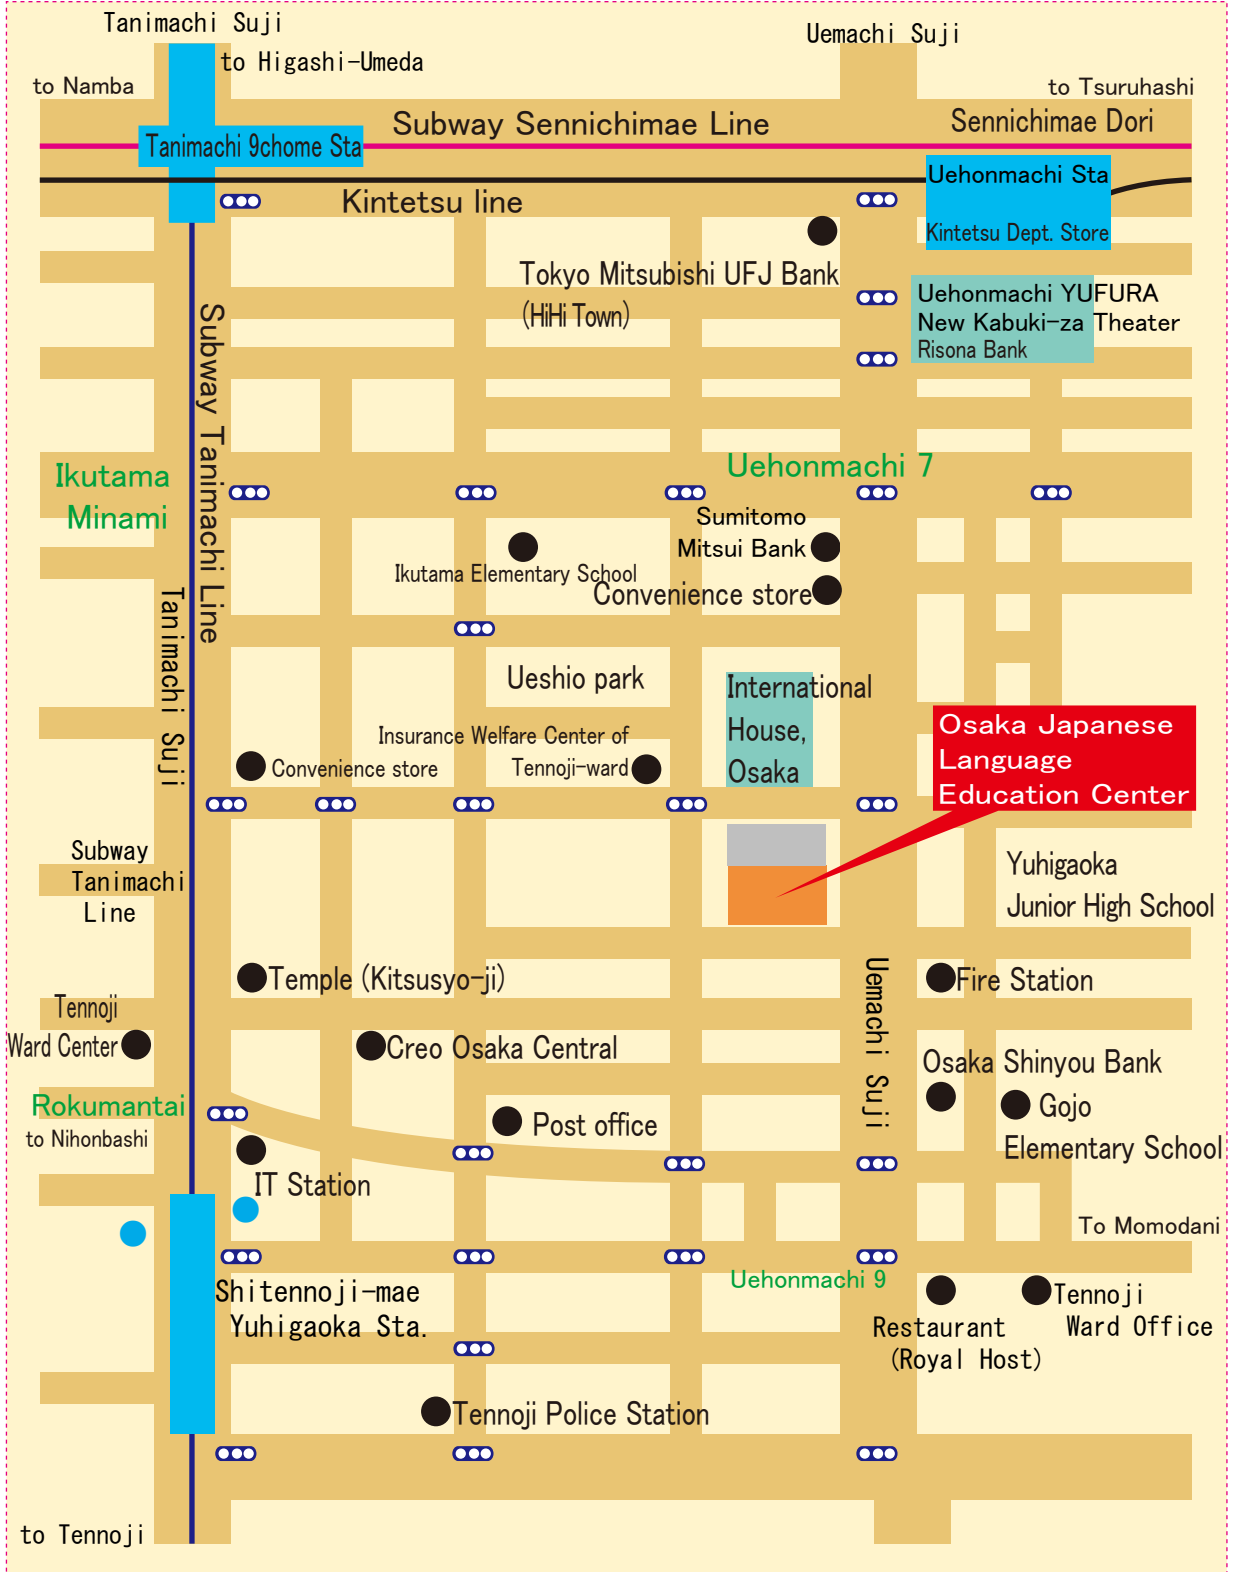 Tanimachi Suji
Uemachi Suji
to Higashi-Umeda
to Namba
to Tsuruhashi
Subway Sennichimae Line
Sennichimae Dori
Tanimachi 9chome Sta
Uehonmachi Sta
Kintetsu line
Kintetsu Dept. Store
Tokyo Mitsubishi UFJ Bank
(HiHi Town)
Uehonmachi YUFURA
New Kabuki-za Theater
Risona Bank
Subway Tanimachi Line
Ikutama
Minami
Uehonmachi 7
Sumitomo
Mitsui Bank
Ikutama Elementary School
Convenience store
Tanimachi Suji
Ueshio park
International
House,
Osaka
Osaka Japanese
Language
Education Center
Insurance Welfare Center of
Tennoji-ward
Convenience store
Subway
Tanimachi
Line
Yuhigaoka
Junior High School
Temple (Kitsusyo-ji)
Uemachi Suji
Fire Station
Tennoji
Ward Center
Creo Osaka Central
Osaka Shinyou Bank
Rokumantai
to Nihonbashi
Post office
Gojo
Elementary School
IT Station
To Momodani
Shitennoji-mae
Yuhigaoka Sta.
Uehonmachi 9
Restaurant
(Royal Host)
Tennoji
Ward Office
Tennoji Police Station
to Tennoji